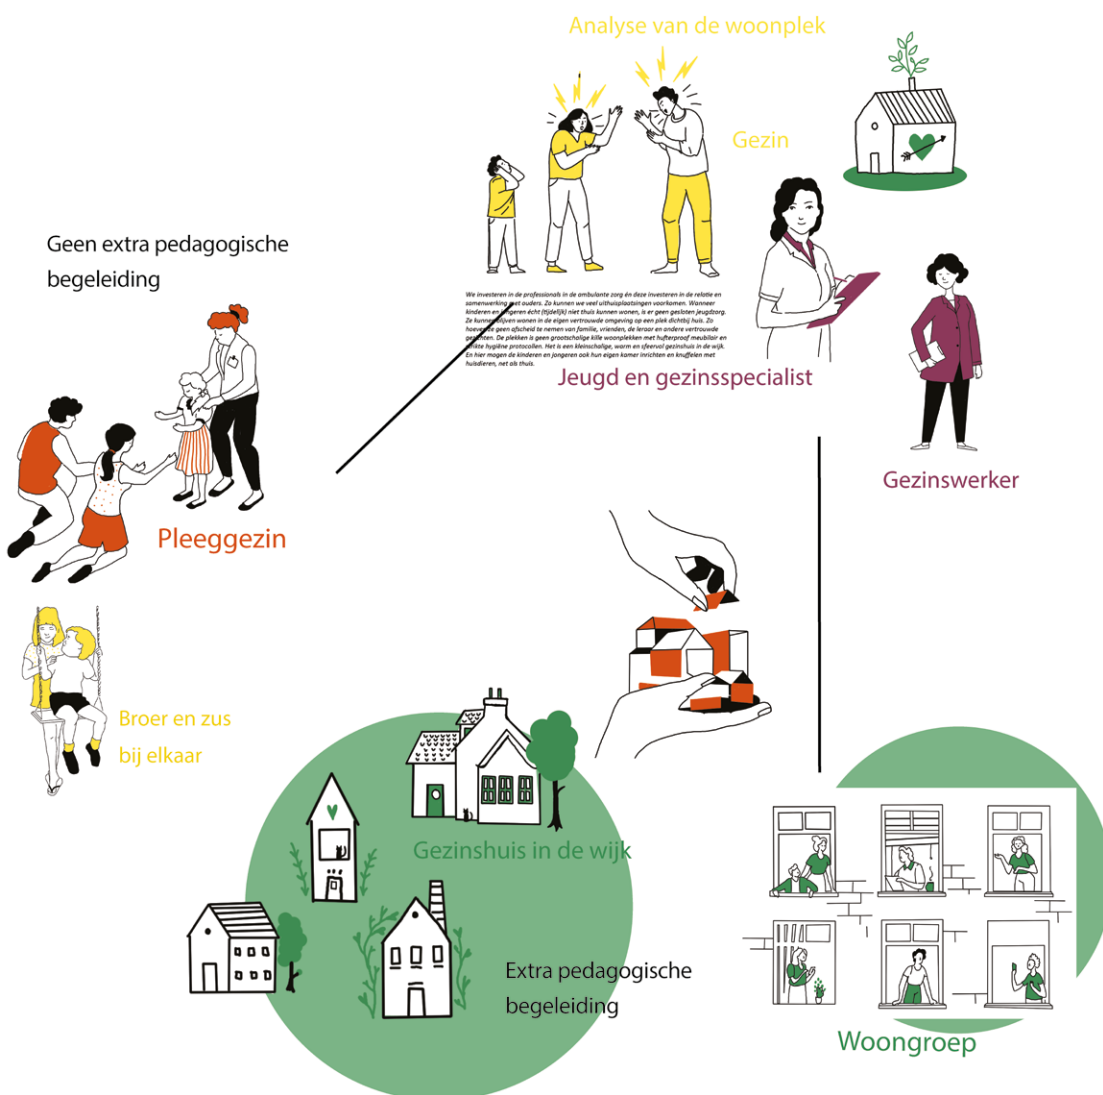 Analyse van de woonplek
Gezin
Geen extra pedagogische
begeleiding
We investeren in de professionals in de ambulante zorg én deze investeren in de relatie en
samenwerking met ouders. Zo kunnen we veel uithuisplaatsingen voorkomen. Wanneer
kinderen en jongeren écht (tijdelijk) niet thuis kunnen wonen, is er geen gesloten jeugdzorg.
Ze kunnen blijven wonen in de eigen vertrouwde omgeving op een plek dichtbij huis. Zo
hoeven ze geen afscheid te nemen van familie, vrienden, de leraar en andere vertrouwde
gezichten. De plekken is geen grootschalige kille woonplekken met hufterproof meubilair en
strikte hygiëne protocollen. Het is een kleinschalige, warm en sfeervol gezinshuis in de wijk.
En hier mogen de kinderen en jongeren ook hun eigen kamer inrichten en knuffelen met
huisdieren, net als thuis.
Jeugd en gezinsspecialist
Gezinswerker
Pleeggezin
Broer en zus
bij elkaar
Gezinshuis in de wijk
Extra pedagogische
begeleiding
Woongroep